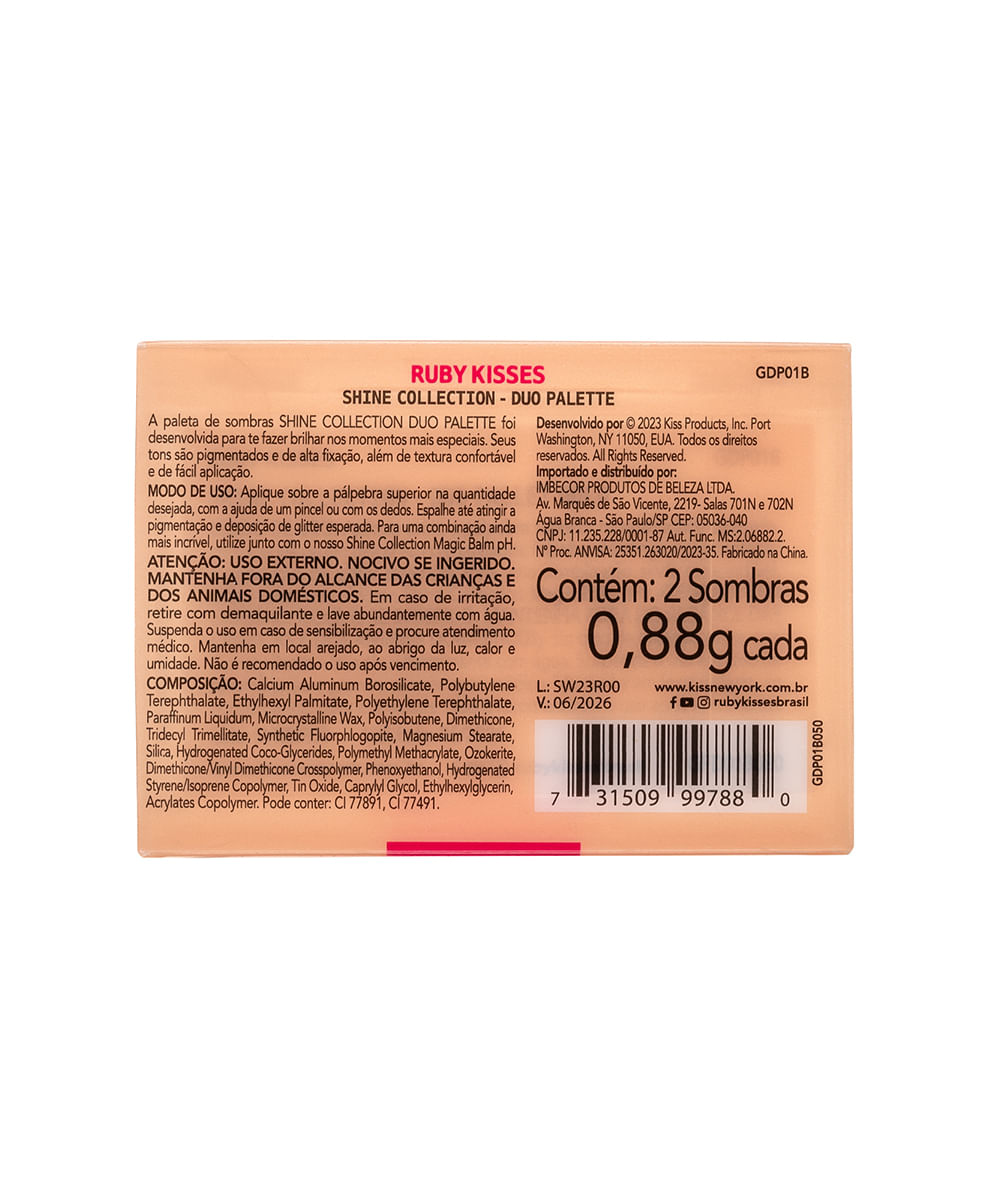 RUBY KISSES
GDP01B
SHINE COLLECTION - DUO PALETTE
A paleta de sombras SHINE COLLECTION DUO PALETTE foi
desenvolvida para te fazer brilhar nos momentos mais especiais. Seus
tons são pigmentados e de alta fixação, além de textura confortável
e de fácil aplicação.
MODO DE USO: Aplique sobre a pálpebra superior na quantidade
desejada, com a ajuda de um pincel ou com os dedos. Espalhe até atingir a
pigmentação e deposição de glitter esperada. Para uma combinação ainda
mais incrível, utilize junto com o nosso Shine Collection Magic Balm pH.
ATENÇÃO: USO EXTERNO. NOCIVO SE INGERIDO.
MANTENHA FORA DO ALCANCE DAS CRIANÇAS E
DOS ANIMAIS DOMÉSTICOS. Em caso de irritação,
retire com demaquilante e lave abundantemente com água.
Suspenda o uso em caso de sensibilização e procure atendimento
médico. Mantenha em local arejado, ao abrigo da luz, calor e
umidade. Não é recomendado o uso após vencimento.
COMPOSIÇÃO: Calcium Aluminum Borosilicate, Polybutylene
Terephthalate, Ethylhexyl Palmitate, Polyethylene Terephthalate,
Paraffinum Liquidum, Microcrystalline Wax, Polyisobutene, Dimethicone,
Tridecyl Trimellitate, Synthetic Fluorphlogopite, Magnesium Stearate,
Silica, Hydrogenated Coco-Glycerides, Polymethyl Methacrylate, Ozokerite,
Dimethicone/Vinyl Dimethicone Crosspolymer, Phenoxyethanol, Hydrogenated
Styrene/Isoprene Copolymer, Tin Oxide, Caprylyl Glycol, Ethylhexylglycerin,
Acrylates Copolymer. Pode conter: CI 77891, CI 77491.
Desenvolvido por © 2023 Kiss Products, Inc. Port
Washington, NY 11050, EUA. Todos os direitos
reservados. All Rights Reserved.
Importado e distribuído por:
IMBECOR PRODUTOS DE BELEZA LTDA.
Av. Marquês de São Vicente, 2219- Salas 701N e 702N
Água Branca - São Paulo/SP CEP: 05036-040
CNPJ: 11.235.228/0001-87 Aut. Func. MS:2.06882.2.
Nº Proc. ANVISA: 25351.263020/2023-35. Fabricado na China.
Contém: 2 Sombras
0,88g cada
L.: SW23R00
V.: 06/2026
www.kissnewyork.com.br
rubykissesbrasil
7 31509 99788 0
GDP01B050